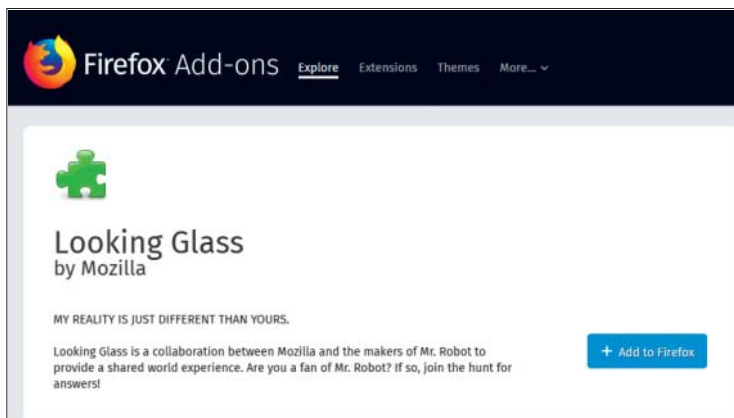 Firefox Add-ons Explore Extensions Themes More...
Looking Glass
by Mozilla
MY REALITY IS JUST DIFFERENT THAN YOURS.
Looking Glass is a collaboration between Mozilla and the makers of Mr. Robot to
provide a shared world experience. Are you a fan of Mr. Robot? If so, join the hunt for
answers!
+ Add to Firefox